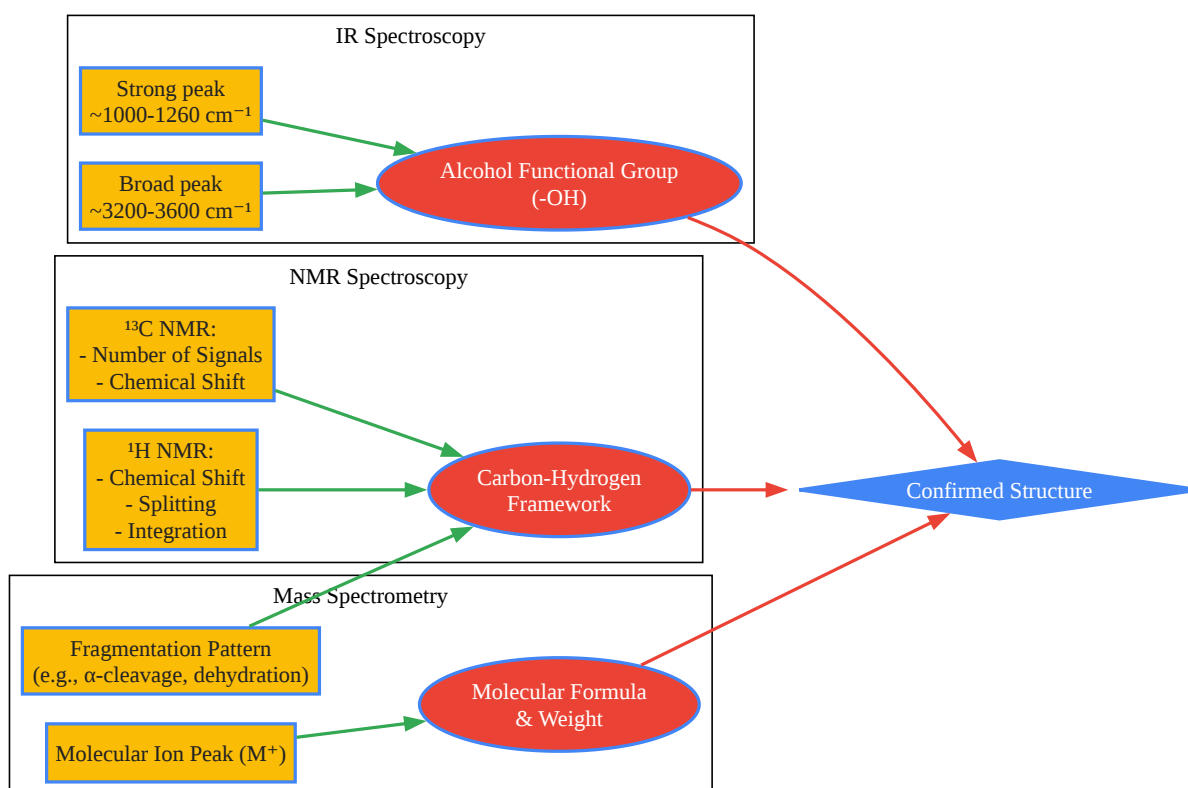 IR Spectroscopy
Strong peak
~1000-1260 cm⁻¹
Broad peak
~3200-3600 cm⁻¹
Alcohol Functional Group
(-OH)
NMR Spectroscopy
¹³C NMR:
- Number of Signals
- Chemical Shift
¹H NMR:
- Chemical Shift
- Splitting
- Integration
Carbon-Hydrogen
Framework
Confirmed Structure
Mass Spectrometry
Fragmentation Pattern
(e.g., α-cleavage, dehydration)
Molecular Ion Peak (M⁺)
Molecular Formula
& Weight